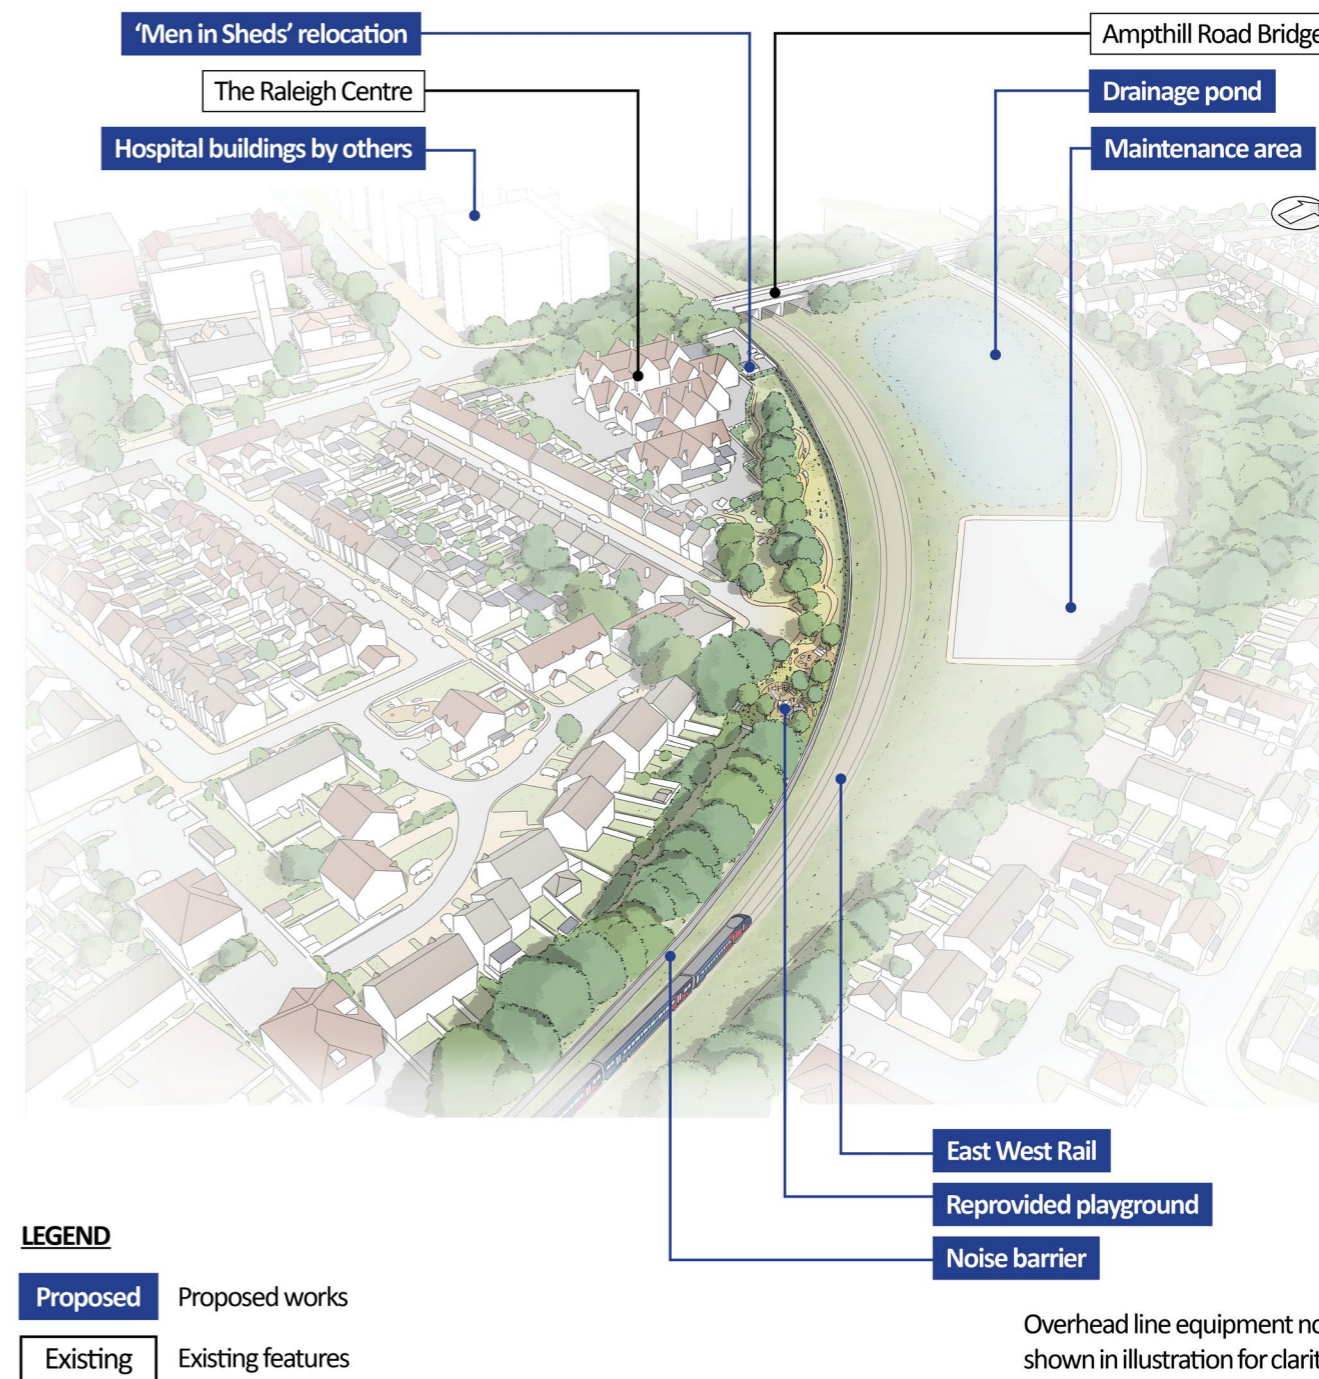 ‘Men in Sheds’ relocation
Ampthill Road Bridge
The Raleigh Centre
Drainage pond
Hospital buildings by others
Maintenance area
East West Rail
Reprovided playground
Noise barrier
LEGEND
Proposed Proposed works
Existing Existing features
Overhead line equipment no
shown in illustration for clarit